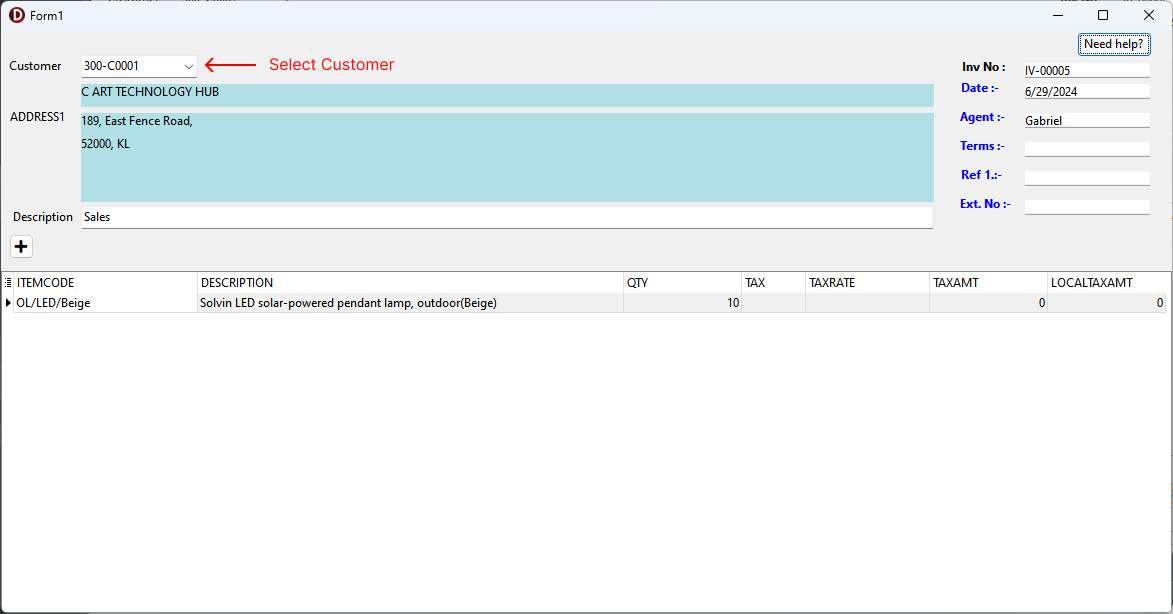 Form1
Need help?
Customer 300-C0001 Select Customer
Inv No : IV-00005
C ART TECHNOLOGY HUB
Date :- 6/29/2024
ADDRESS1 189, East Fence Road,
52000, KL
Agent :- Gabriel
Terms :-
Ref 1.:-
Ext. No :-
Description Sales
ITEMCODE DESCRIPTION QTY TAX TAXRATE TAXAMT LOCALTAXAMT
OL/LED/Beige Solvin LED solar-powered pendant lamp, outdoor(Beige) 10 0 0